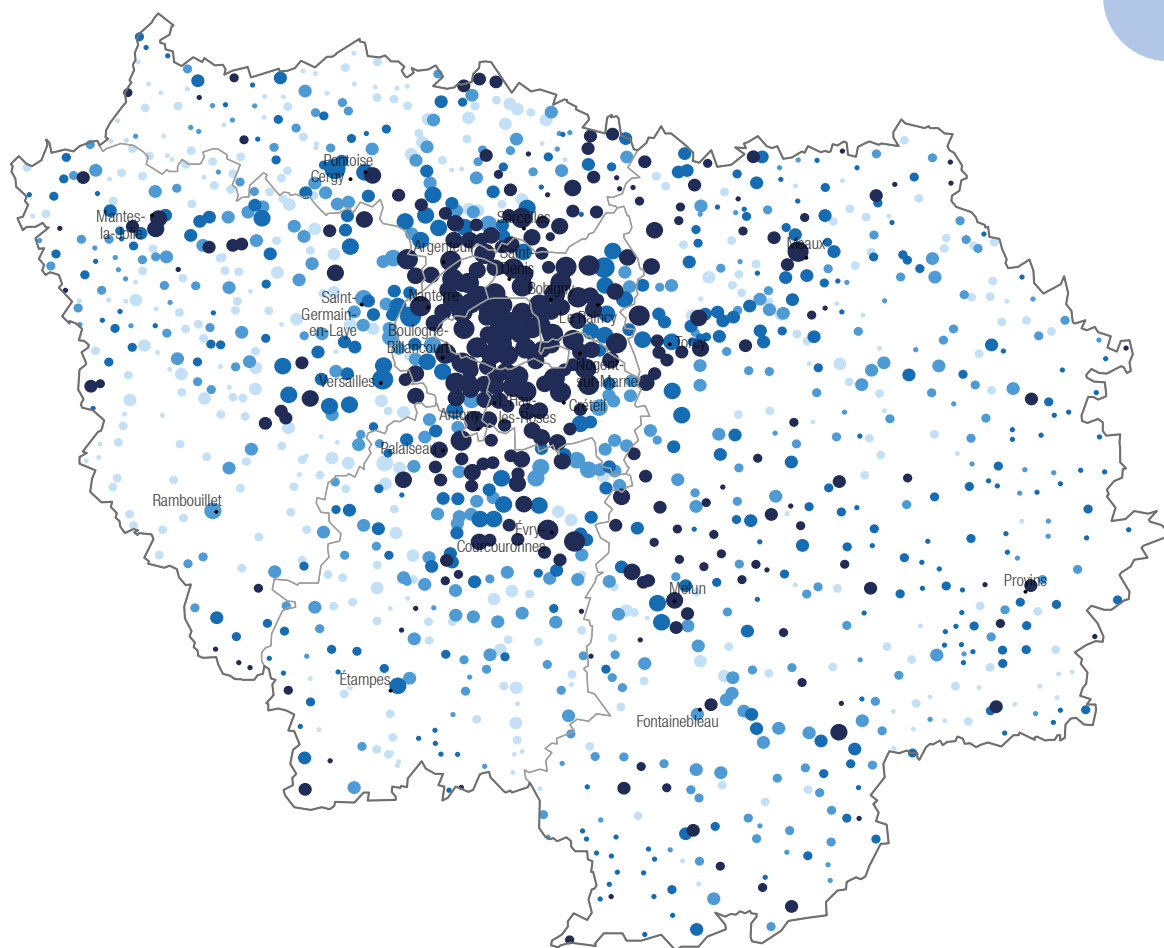 Pontoise
Cergy
Mantes-
la-Jolie
Sarcelles
Argenteuil
Saint-
Denis
Meaux
Saint-
Germain-
en-Laye
Nanterre
Bobigny
Le Raincy
Boulogne-
Billancourt
Torcy
Nogent-
sur-Marne
Versailles
L'Haÿ-
les-Roses
Créteil
Antony
Palaiseau
Rambouillet
Évry-
Courcouronnes
Melun
Provins
Étampes
Fontainebleau